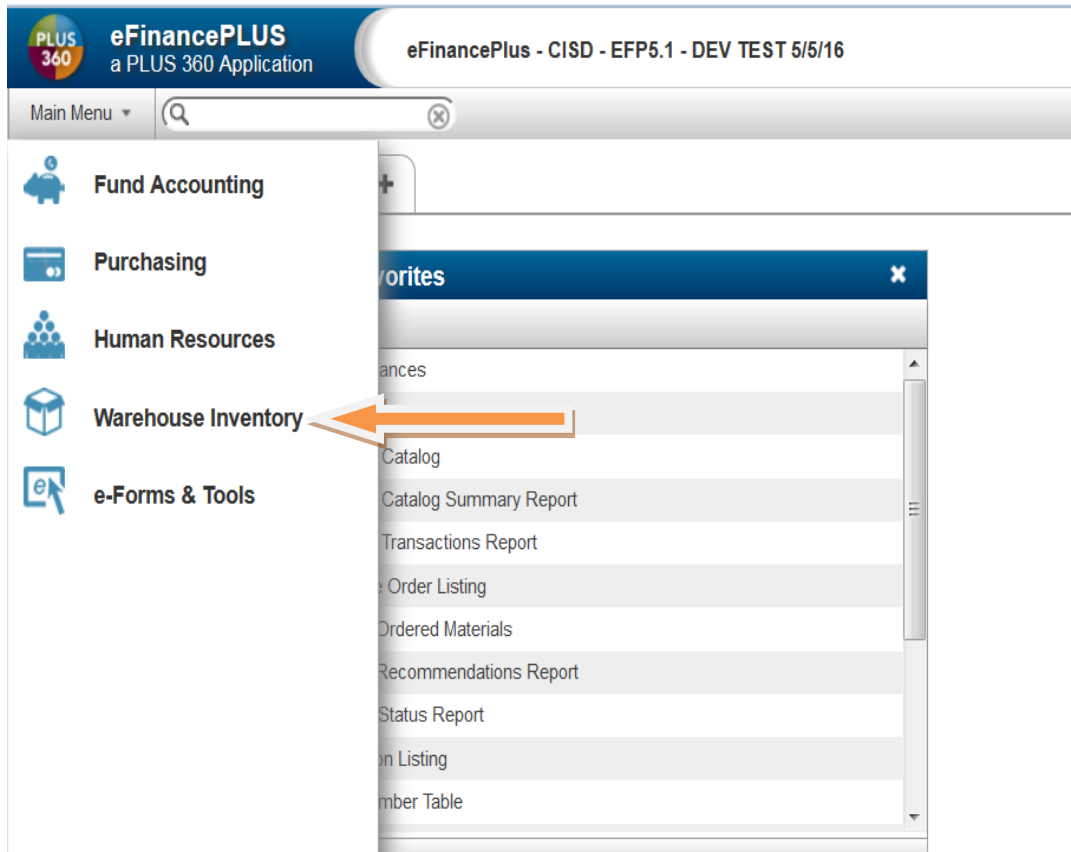 PLUS
360
eFinancePLUS
a PLUS 360 Application
eFinancePlus - CISD - EFP5.1 - DEV TEST 5/5/16
Main Menu
Fund Accounting
Purchasing
Human Resources
Warehouse Inventory
e-Forms & Tools
+
vorites
ances
Catalog
Catalog Summary Report
Transactions Report
e Order Listing
Ordered Materials
Recommendations Report
Status Report
on Listing
mber Table